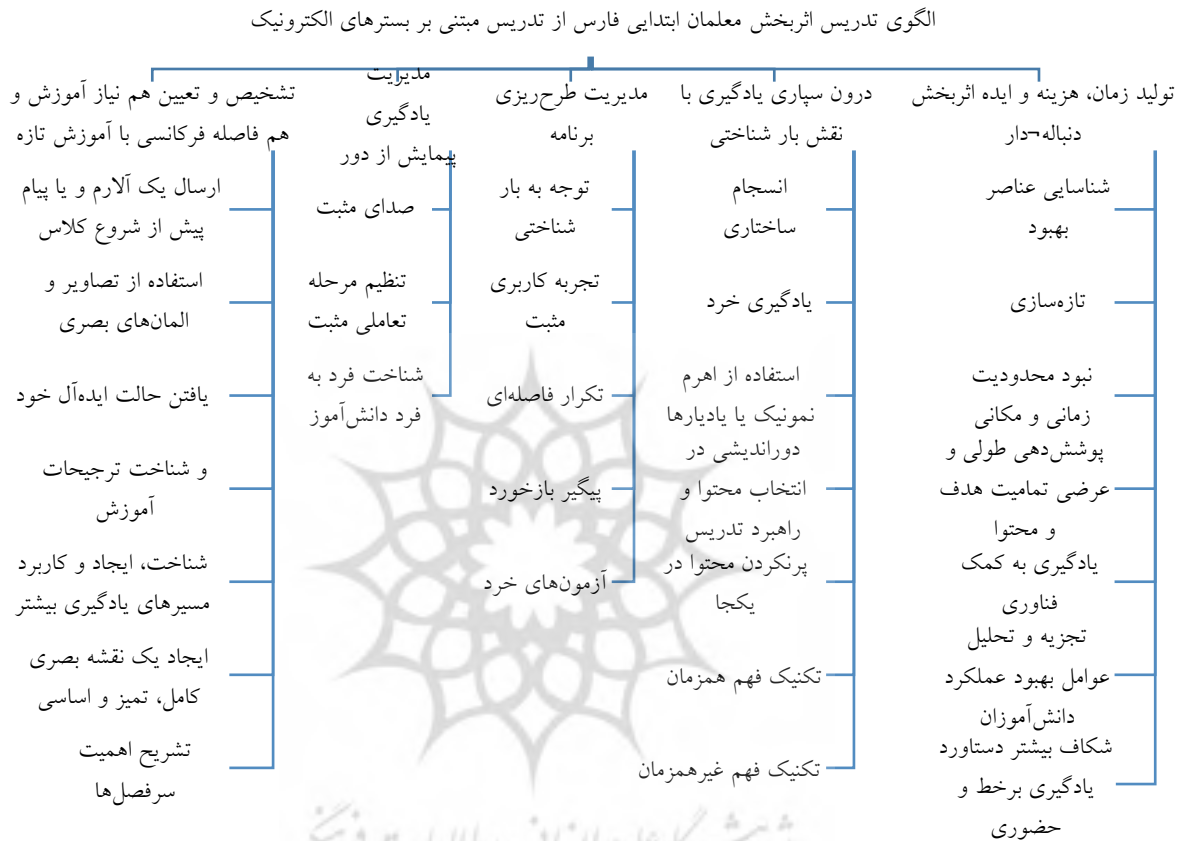 الگوی تدریس اثربخش معلمان ابتدایی فارس از تدریس مبتنی بر بسترهای الکترونیک
تولید زمان، هزینه و ایده اثربخش
دنباله¬دار
شناسایی عناصر
بهبود
تازه‌سازی
نبود محدودیت
زمانی و مکانی
پوشش‌دهی طولی و
عرضی تمامیت هدف
و محتوا
یادگیری به کمک
فناوری
تجزیه و تحلیل
عوامل بهبود عملکرد
دانش‌آموزان
شکاف بیشتر دستاورد
یادگیری برخط و
حضوری
درون سپاری یادگیری با
نقش بار شناختی
انسجام
ساختاری
یادگیری خرد
استفاده از اهرم
نمونیک یا یادیارها
دوراندیشی در
انتخاب محتوا و
راهبرد تدریس
پرنکردن محتوا در
یکجا
تکنیک فهم همزمان
تکنیک فهم غیرهمزمان
مدیریت طرح‌ریزی
برنامه
توجه به بار
شناختی
تجربه کاربری
مثبت
تکرار فاصله‌ای
پیگیر بازخورد
آزمون‌های خرد
مدیریت
یادگیری
پیمایش از دور
صدای مثبت
تنظیم مرحله
تعاملی مثبت
شناخت فرد به
فرد دانش‌آموز
تشخیص و تعیین هم نیاز آموزش و
هم فاصله فرکانسی با آموزش تازه
ارسال یک آلارم و یا پیام
پیش از شروع کلاس
استفاده از تصاویر و
المان‌های بصری
یافتن حالت ایده‌آل خود
و شناخت ترجیحات
آموزش
شناخت، ایجاد و کاربرد
مسیرهای یادگیری بیشتر
ایجاد یک نقشه بصری
کامل، تمیز و اساسی
تشریح اهمیت
سرفصل‌ها